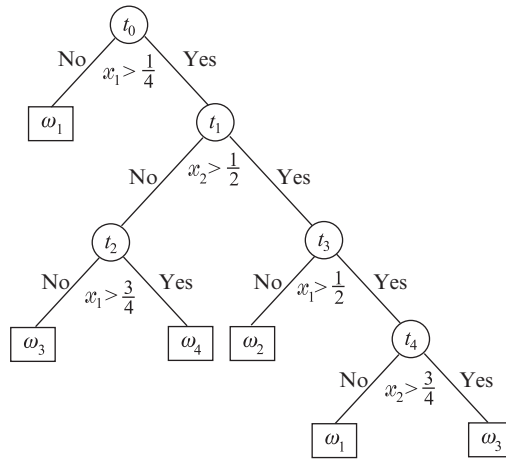 t₀
No x₁ > 1/4 Yes
ω₁ t₁
No x₂ > 1/2 Yes
t₂ t₃
No x₁ > 3/4 Yes No x₁ > 1/2 Yes
ω₃ ω₄ ω₂ t₄
No x₂ > 3/4 Yes
ω₁ ω₃